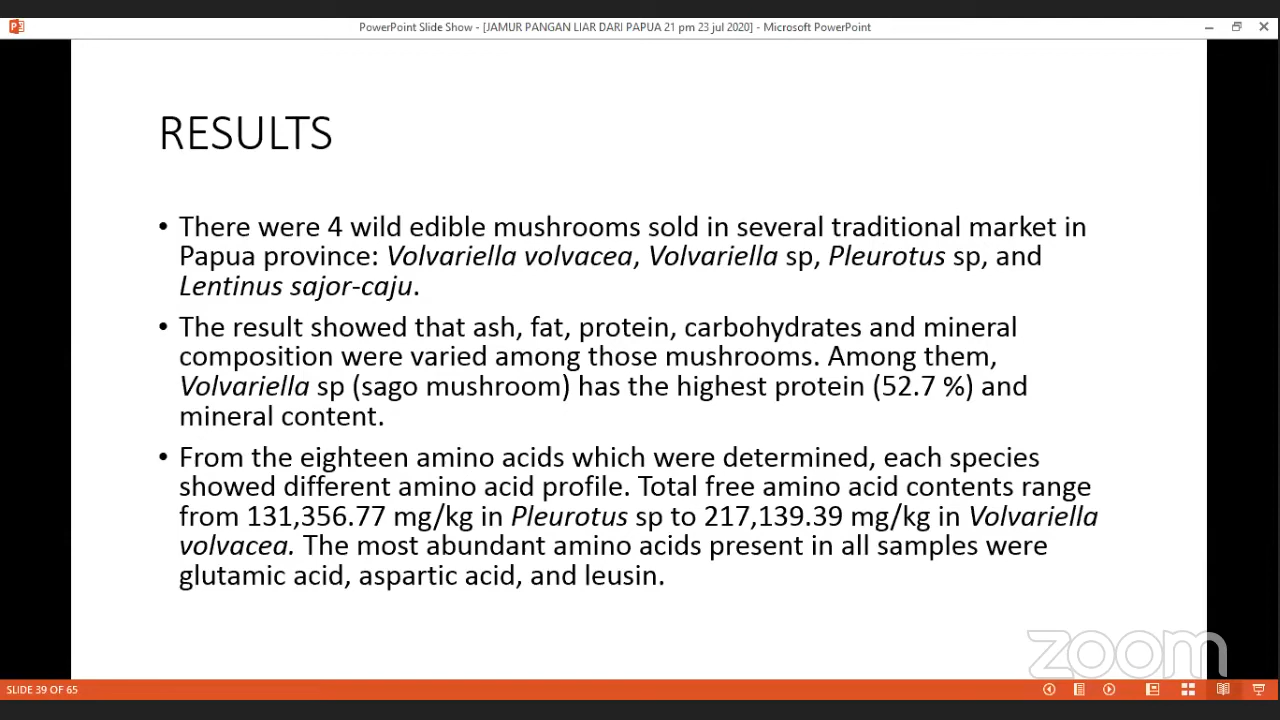 PowerPoint Slide Show - [JAMUR PANGAN LIAR DARI PAPUA 21 pm 23 jul 2020] - Microsoft PowerPoint
RESULTS
• There were 4 wild edible mushrooms sold in several traditional market in
Papua province: Volvariella volvacea, Volvariella sp, Pleurotus sp, and
Lentinus sajor-caju.
• The result showed that ash, fat, protein, carbohydrates and mineral
composition were varied among those mushrooms. Among them,
Volvariella sp (sago mushroom) has the highest protein (52.7 %) and
mineral content.
• From the eighteen amino acids which were determined, each species
showed different amino acid profile. Total free amino acid contents range
from 131,356.77 mg/kg in Pleurotus sp to 217,139.39 mg/kg in Volvariella
volvacea. The most abundant amino acids present in all samples were
glutamic acid, aspartic acid, and leusin.
zoom
SLIDE 39 OF 65